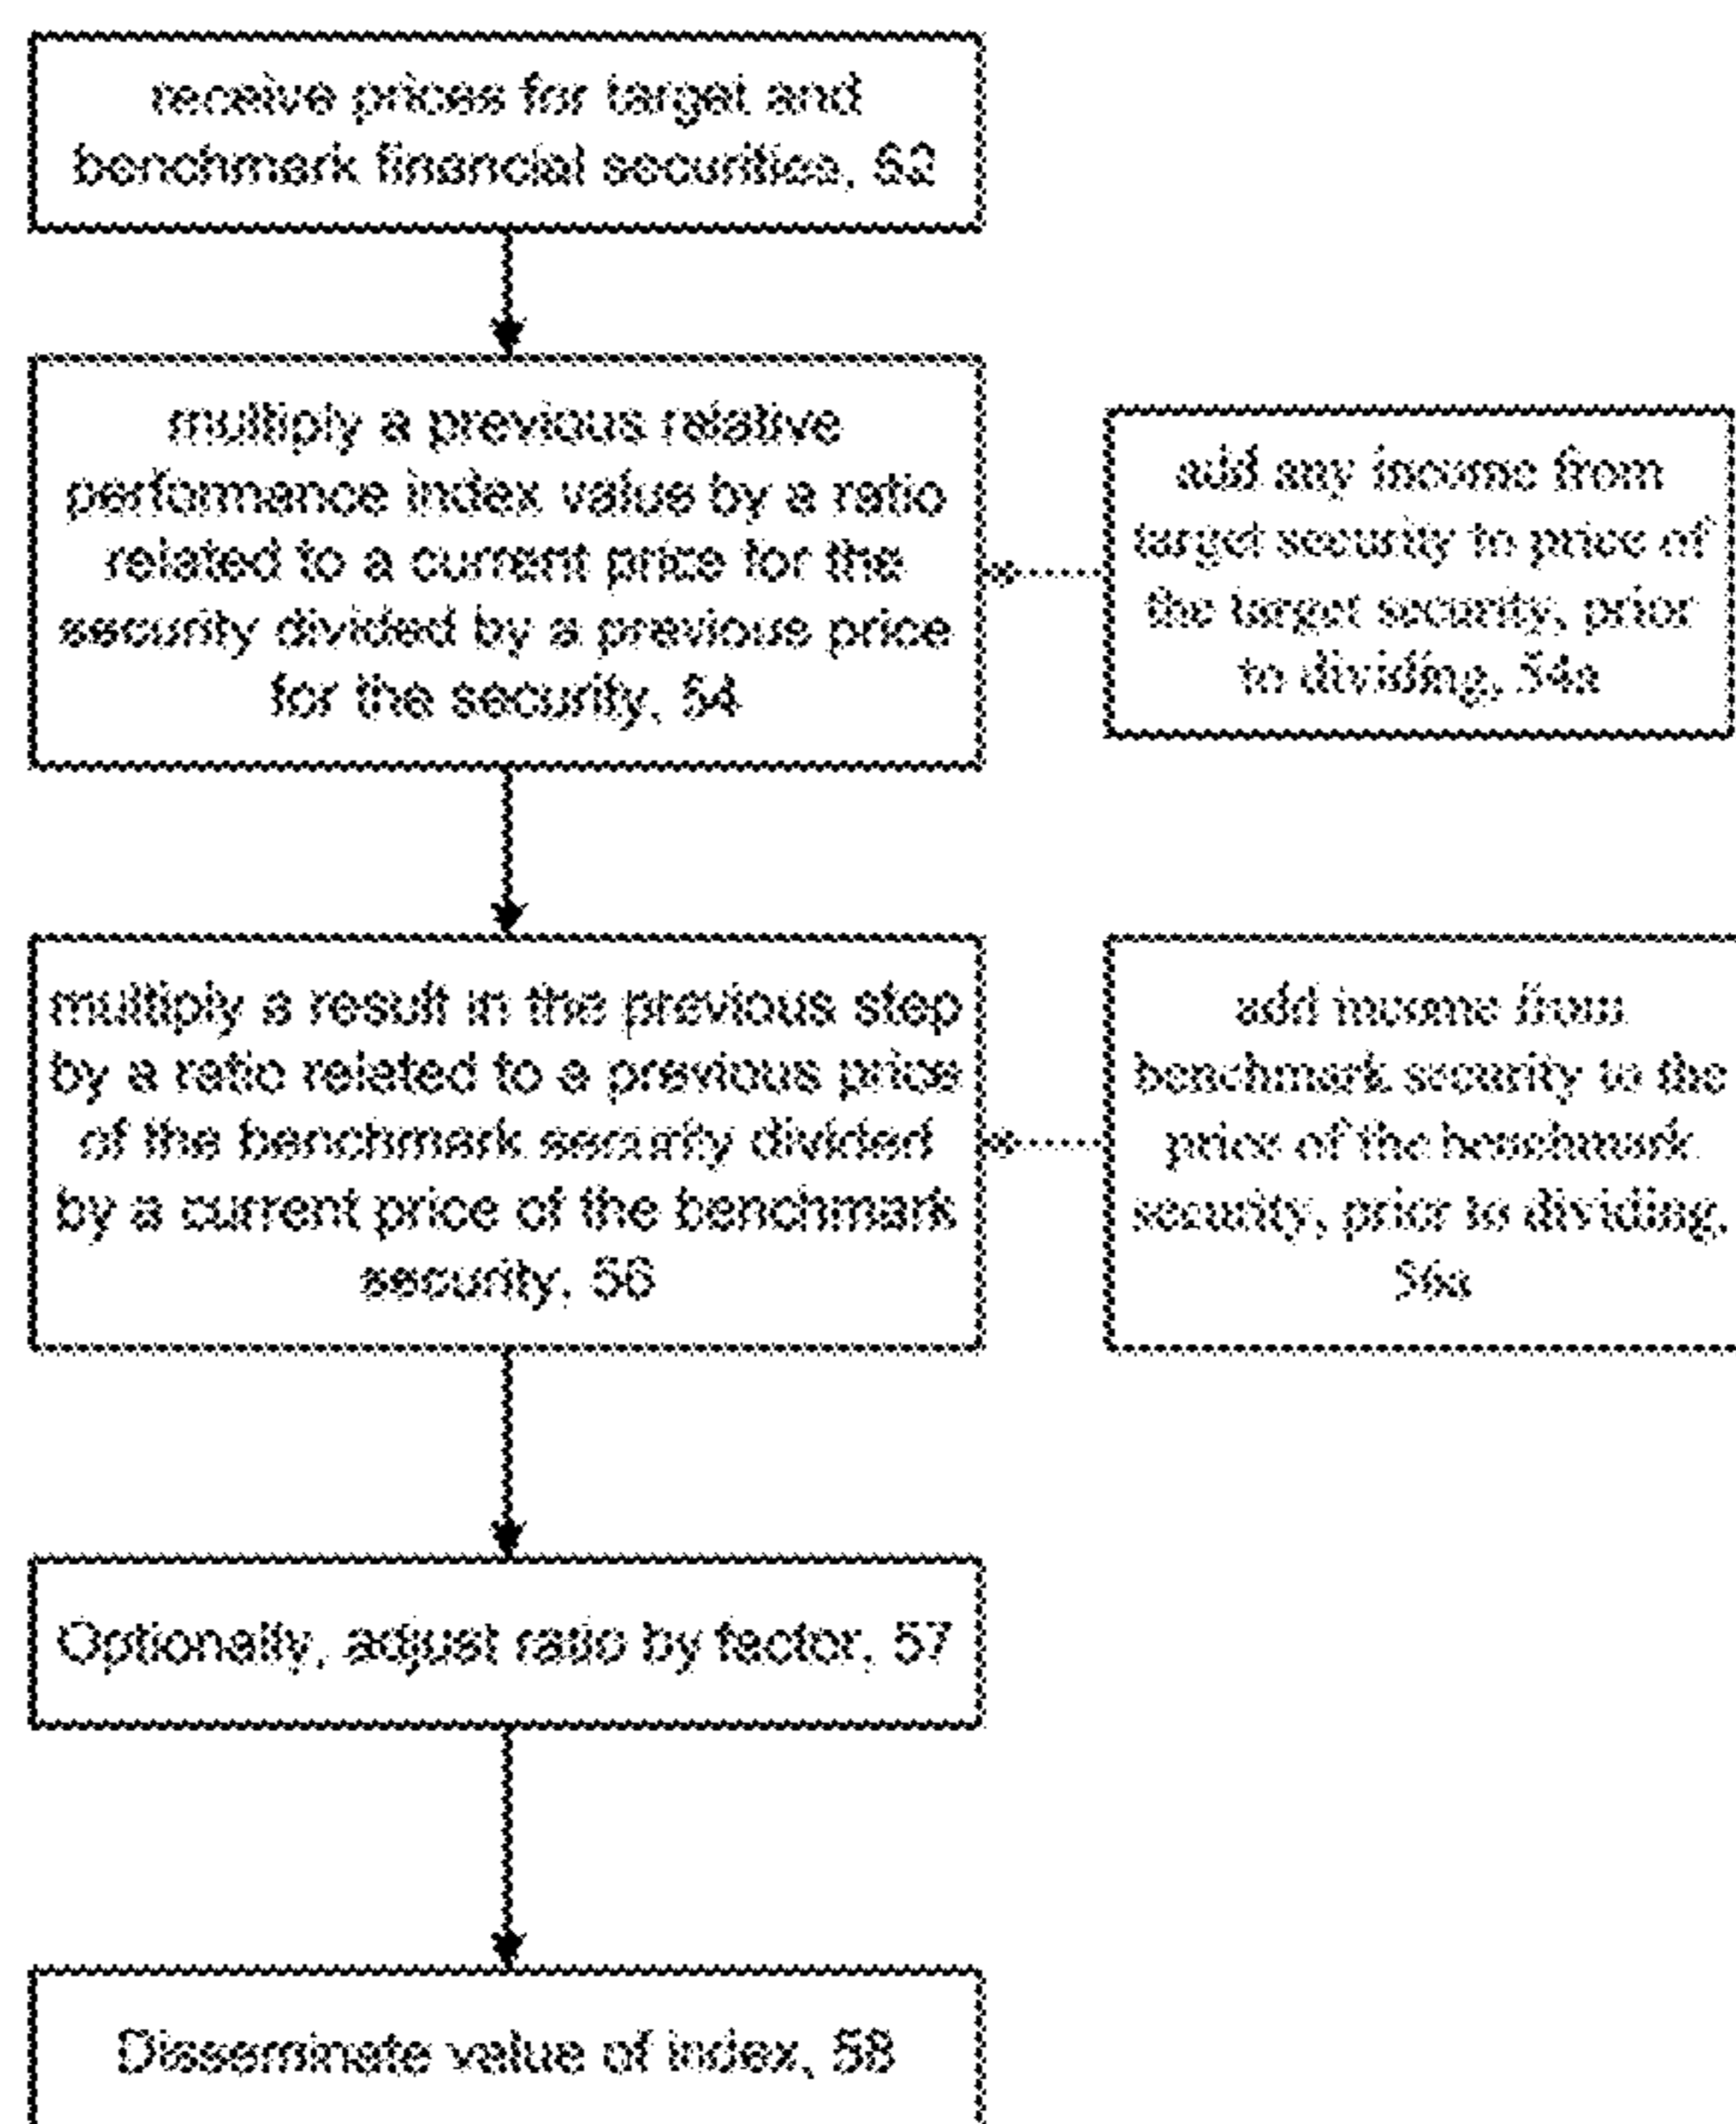 receive prices for target and
benchmark financial securities, 62
multiply a previous relative
performance index value by a ratio
related to a current price for the
security divided by a previous price
for the security, 54
add any income from
target security to price of
the target security, prior
to dividing, 54a
multiply a result in the previous step
by a ratio related to a previous price
of the benchmark security divided
by a current price of the benchmark
security, 56
add income from
benchmark security to the
price of the benchmark
security, prior to dividing,
56a
Optionally, adjust ratio by factor, 57
Disseminate value of index, 58